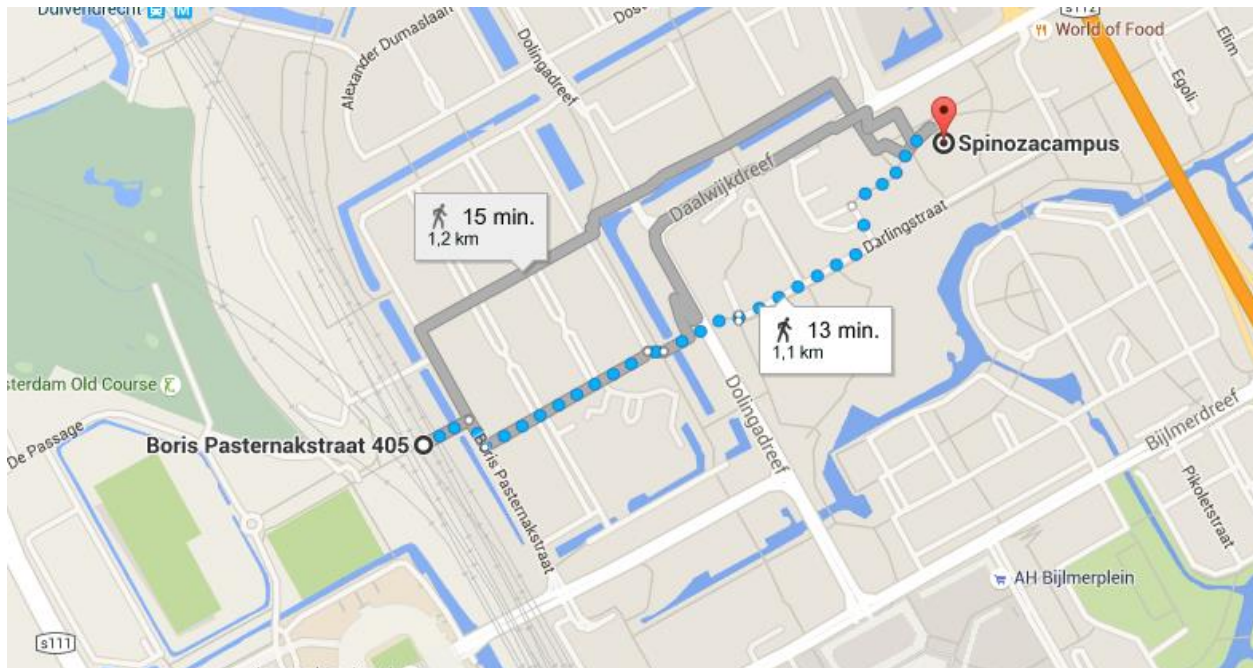 Duivendrecht M
s112
World of Food
Elim
Egoli
Alexander Dumaslaan
Dolingadreef
Spinozacampus
Daalwijkdreef
15 min.
1,2 km
Darlingstraat
13 min.
1,1 km
sterdam Old Course
De Passage
Boris Pasternakstraat 405
Boris Pasternakstraat
Dolingadreef
Bijlmerdreef
Pikoletstraat
AH Bijlmerplein
s111